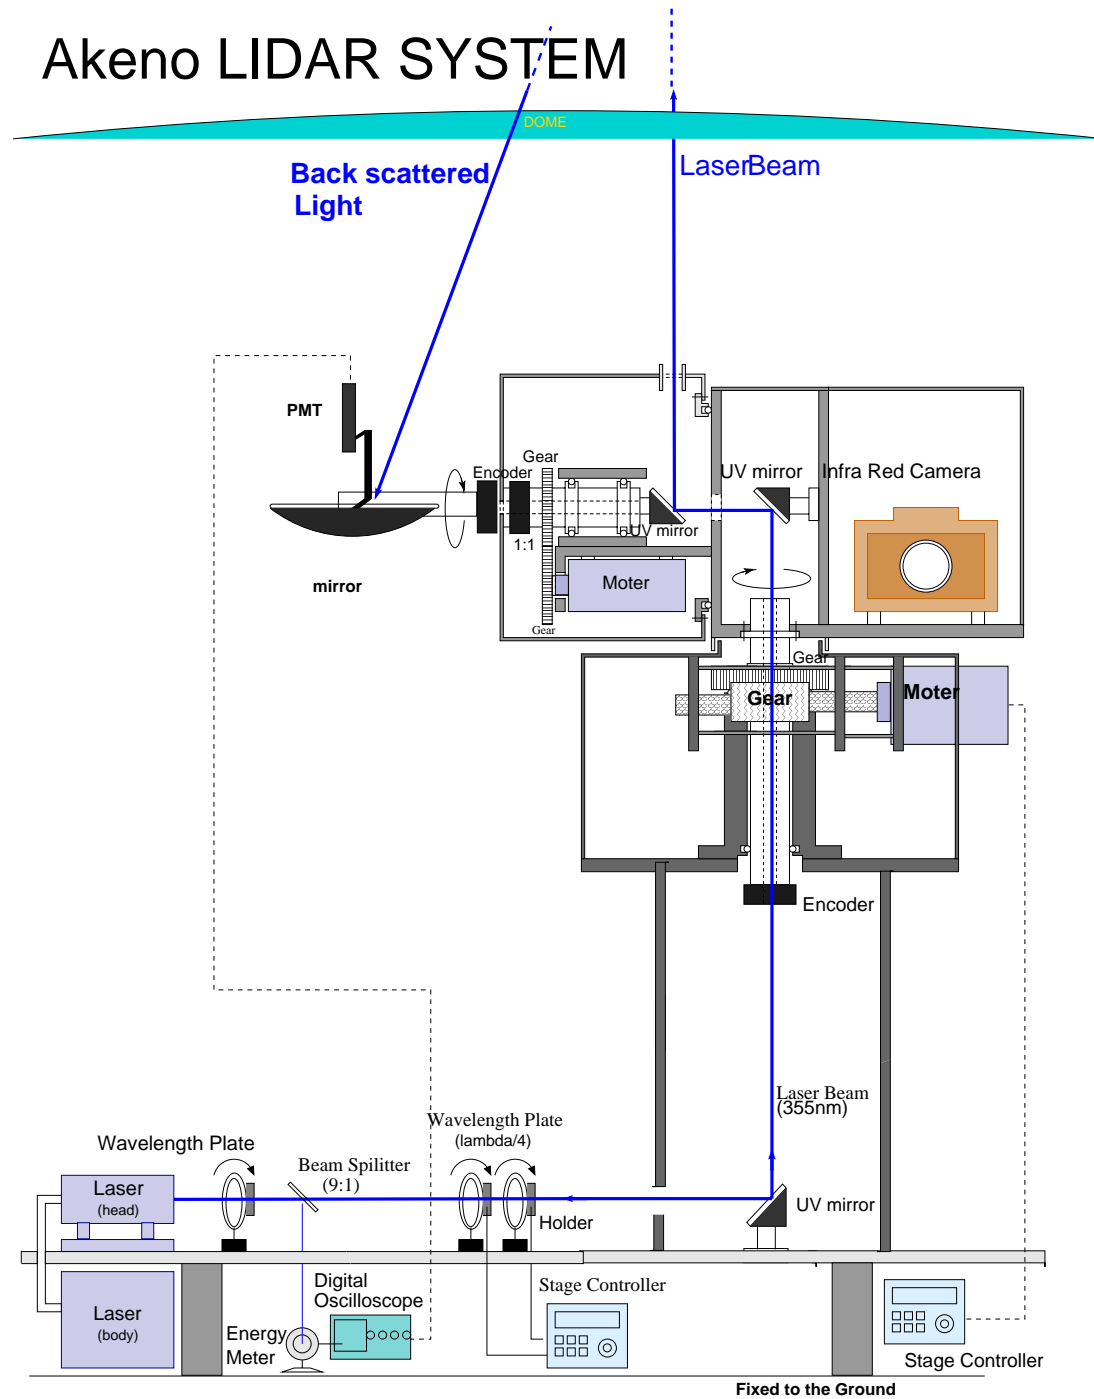 Akeno LIDAR SYSTEM
DOME
Back scattered
Light
LaserBeam
PMT
Gear
Encoder
UV mirror
Infra Red Camera
UV mirror
1:1
mirror
Moter
Gear
Gear
Gear
Moter
Encoder
Laser Beam
(355nm)
Wavelength Plate
(lambda/4)
Wavelength Plate
Beam Spilitter
(9:1)
Laser
(head)
Holder
UV mirror
Digital
Oscilloscope
Stage Controller
Laser
(body)
Energy
Meter
Stage Controller
Fixed to the Ground